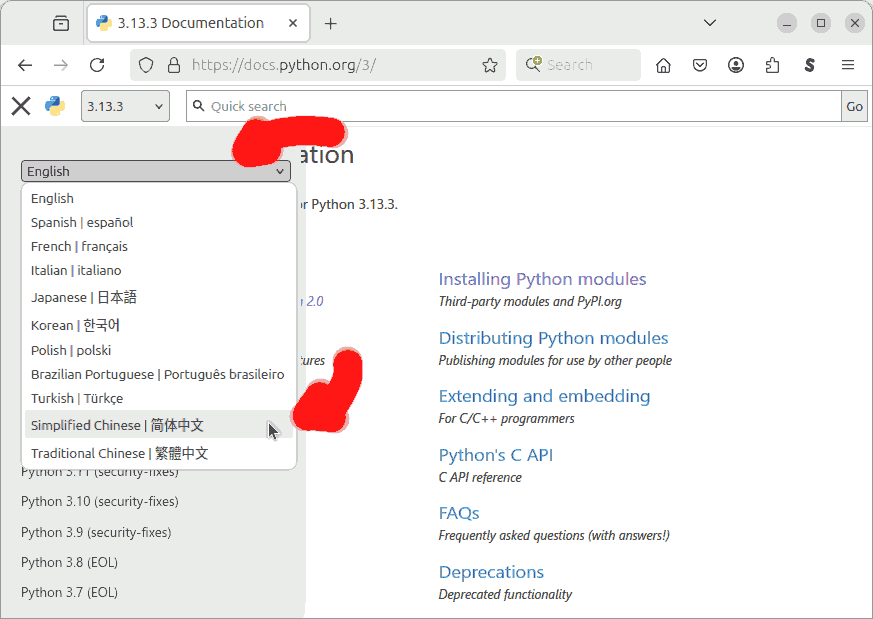 3.13.3 Documentation
https://docs.python.org/3/
Search
3.13.3
Quick search
Go
English
English
Spanish | español
French | français
Italian | italiano
Japanese | 日本語
Korean | 한국어
Polish | polski
Brazilian Portuguese | Português brasileiro
Turkish | Türkçe
Simplified Chinese | 简体中文
Traditional Chinese | 繁體中文
Python 3.11 (security-fixes)
Python 3.10 (security-fixes)
Python 3.9 (security-fixes)
Python 3.8 (EOL)
Python 3.7 (EOL)
Python 3.13.3.
2.0
Installing Python modules
Third-party modules and PyPI.org
Distributing Python modules
Publishing modules for use by other people
Extending and embedding
For C/C++ programmers
Python's C API
C API reference
FAQs
Frequently asked questions (with answers!)
Deprecations
Deprecated functionality